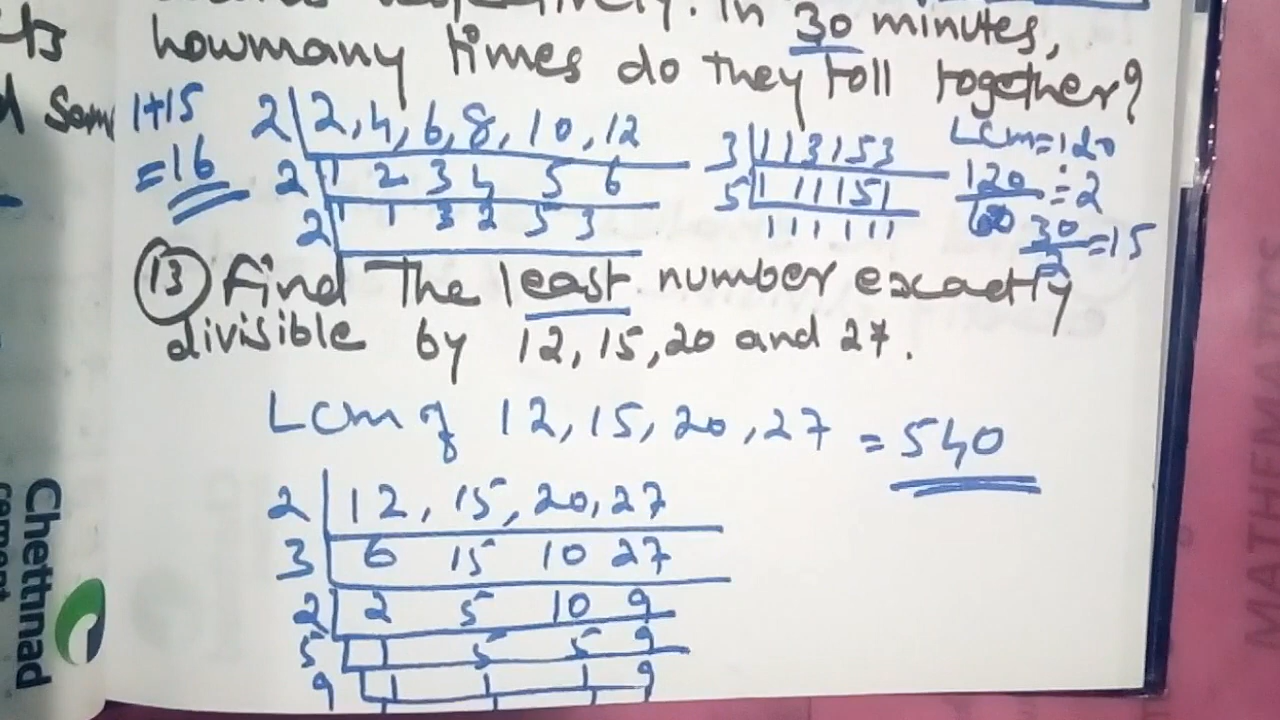 In 30 minutes,
howmany times do they toll together?
1+15
=16
2 2, 4, 6, 8, 10, 12
2 1 2 3 4 5 6
2 1 1 3 2 5 3
3 1 1 3 1 5 3
5 1 1 1 1 5 1
1 1 1 1 1 1
LCm=120
120/60 = 2
30/2 =15
13 find the least number exactly
divisible by 12, 15, 20 and 27.
LCm of 12, 15, 20, 27 = 540
2 12, 15, 20, 27
3 6 15 10 27
2 2 5 10 9
5 5 5 9
9 1 1 1 9
Chettinad
cement
MATHEMATICS